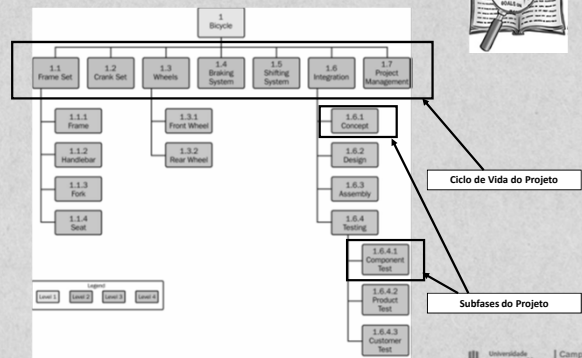 GOALS
1
Bicycle
1.1
Frame Set
1.2
Crank Set
1.3
Wheels
1.4
Braking
System
1.5
Shifting
System
1.6
Integration
1.7
Project
Management
1.1.1
Frame
1.1.2
Handlebar
1.1.3
Fork
1.1.4
Seat
1.3.1
Front Wheel
1.3.2
Rear Wheel
1.6.1
Concept
1.6.2
Design
1.6.3
Assembly
1.6.4
Testing
1.6.4.1
Component
Test
1.6.4.2
Product
Test
1.6.4.3
Customer
Test
Ciclo de Vida do Projeto
Subfases do Projeto
Legend
Level 1
Level 2
Level 3
Level 4
Universidade
Camp